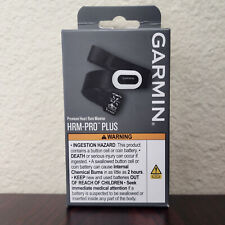 GARMIN
Premium Heart Rate Monitor
HRM-PRO™ PLUS
WARNING
• INGESTION HAZARD: This product
contains a button cell or coin battery. •
DEATH or serious injury can occur if
ingested. • A swallowed button cell or
coin battery can cause Internal
Chemical Burns in as little as 2 hours.
• KEEP new and used batteries OUT
OF REACH OF CHILDREN • Seek
immediate medical attention if a
battery is suspected to be swallowed or
inserted inside any part of the body.